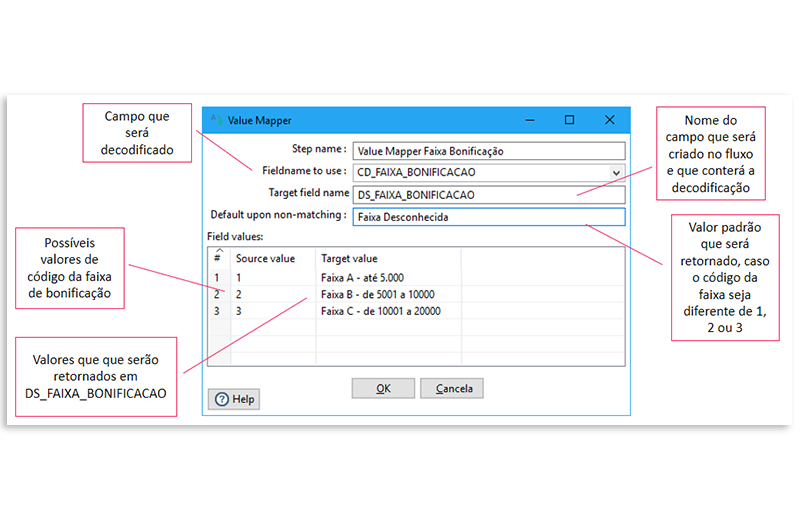 Campo que
será
decodificado
Value Mapper
Step name :
Value Mapper Faixa Bonificação
Fieldname to use :
CD_FAIXA_BONIFICACAO
Target field name
DS_FAIXA_BONIFICACAO
Default upon non-matching :
Faixa Desconhecida
Field values:
# Source value Target value
1 1 Faixa A - até 5.000
2 2 Faixa B - de 5001 a 10000
3 3 Faixa C - de 10001 a 20000
OK
Cancela
Help
Nome do
campo que será
criado no fluxo
e que conterá a
decodificação
Possíveis
valores de
código da faixa
de bonificação
Valor padrão
que será
retornado, caso
o código da
faixa seja
diferente de 1,
2 ou 3
Valores que que serão
retornados em
DS_FAIXA_BONIFICACAO